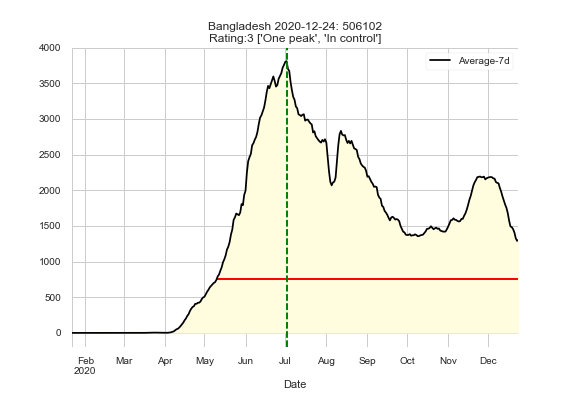 Bangladesh 2020-12-24: 506102
Rating:3 ['One peak', 'In control']
Average-7d
4000
3500
3000
2500
2000
1500
1000
500
0
Feb Mar Apr May Jun Jul Aug Sep Oct Nov Dec
2020
Date